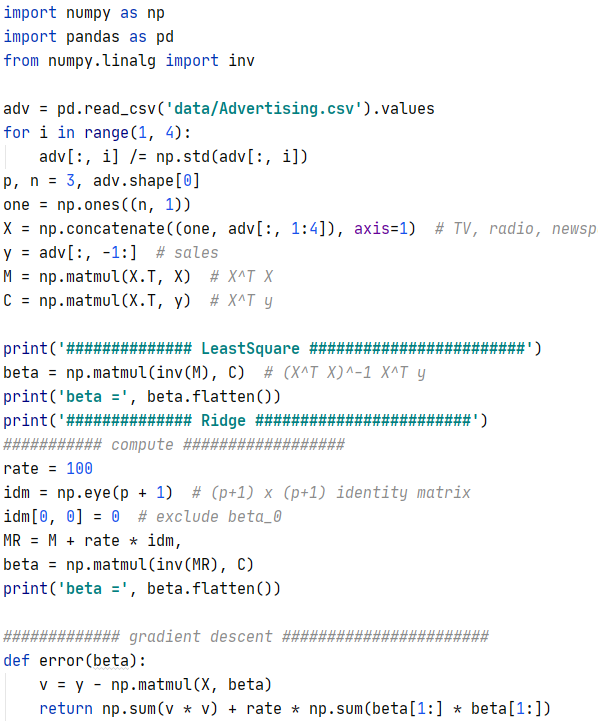 import numpy as np
import pandas as pd
from numpy.linalg import inv

adv = pd.read_csv('data/Advertising.csv').values
for i in range(1, 4):
    adv[:, i] /= np.std(adv[:, i])
p, n = 3, adv.shape[0]
one = np.ones((n, 1))
X = np.concatenate((one, adv[:, 1:4]), axis=1)  # TV, radio, newsp
y = adv[:, -1:]  # sales
M = np.matmul(X.T, X)  # X^T X
C = np.matmul(X.T, y)  # X^T y

print('############## LeastSquare ########################')
beta = np.matmul(inv(M), C)  # (X^T X)^-1 X^T y
print('beta =', beta.flatten())
print('############## Ridge ########################')
########### compute ##################
rate = 100
idm = np.eye(p + 1)  # (p+1) x (p+1) identity matrix
idm[0, 0] = 0  # exclude beta_0
MR = M + rate * idm,
beta = np.matmul(inv(MR), C)
print('beta =', beta.flatten())

############# gradient descent #######################
def error(beta):
    v = y - np.matmul(X, beta)
    return np.sum(v * v) + rate * np.sum(beta[1:] * beta[1:])